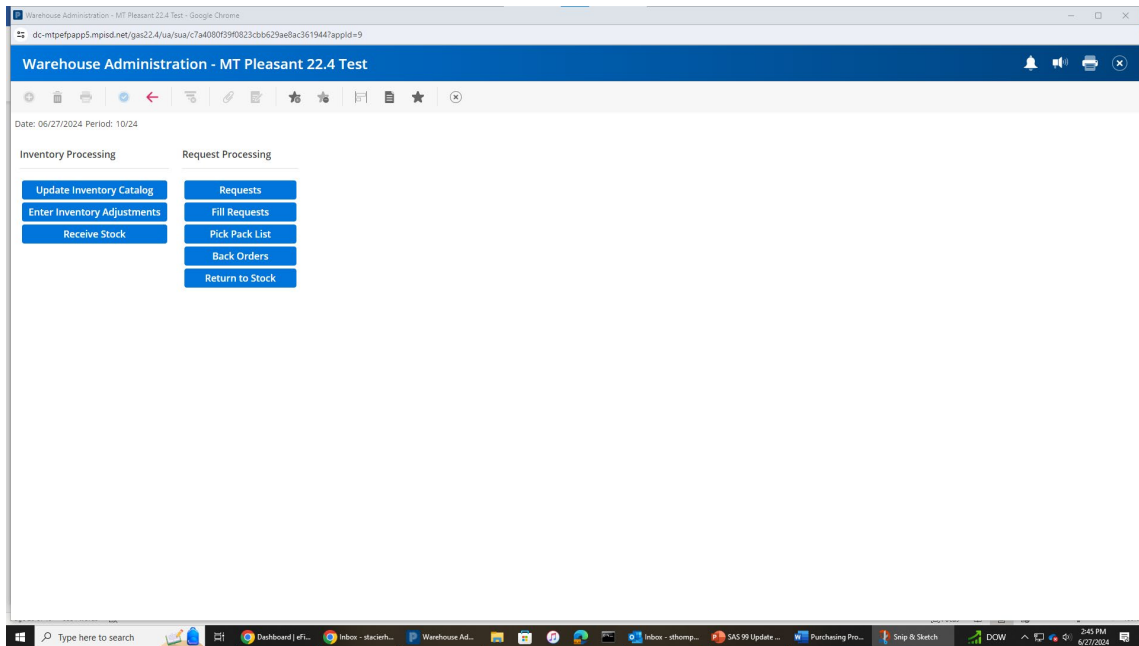 Warehouse Administration - MT Pleasant 22.4 Test - Google Chrome
dc-mtpefpapp5.mpisd.net/gas22.4/ua/sua/c7a4080f39f0823cbb629ae8ac361944?appId=9
Warehouse Administration - MT Pleasant 22.4 Test
Date: 06/27/2024 Period: 10/24
Inventory Processing Request Processing
Update Inventory Catalog Requests
Enter Inventory Adjustments Fill Requests
Receive Stock Pick Pack List
Back Orders
Return to Stock
Type here to search Dashboard | eFi... Inbox - stacierh... Warehouse Ad... Inbox - sthomp... SAS 99 Update ... Purchasing Pro... Snip & Sketch DOW 2:45 PM
6/27/2024